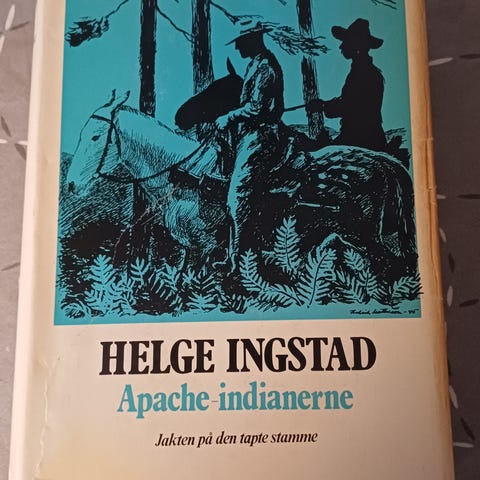 HELGE INGSTAD
Apache-indianerne
Jakten på den tapte stamme